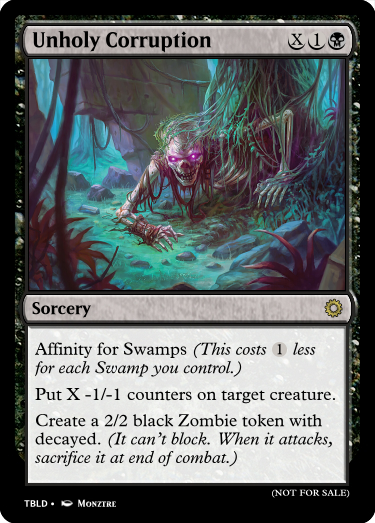 Unholy Corruption X 1
Sorcery
Affinity for Swamps (This costs 1 less
for each Swamp you control.)
Put X -1/-1 counters on target creature.
Create a 2/2 black Zombie token with
decayed. (It can't block. When it attacks,
sacrifice it at end of combat.)
(NOT FOR SALE)
TBLD • Monztre